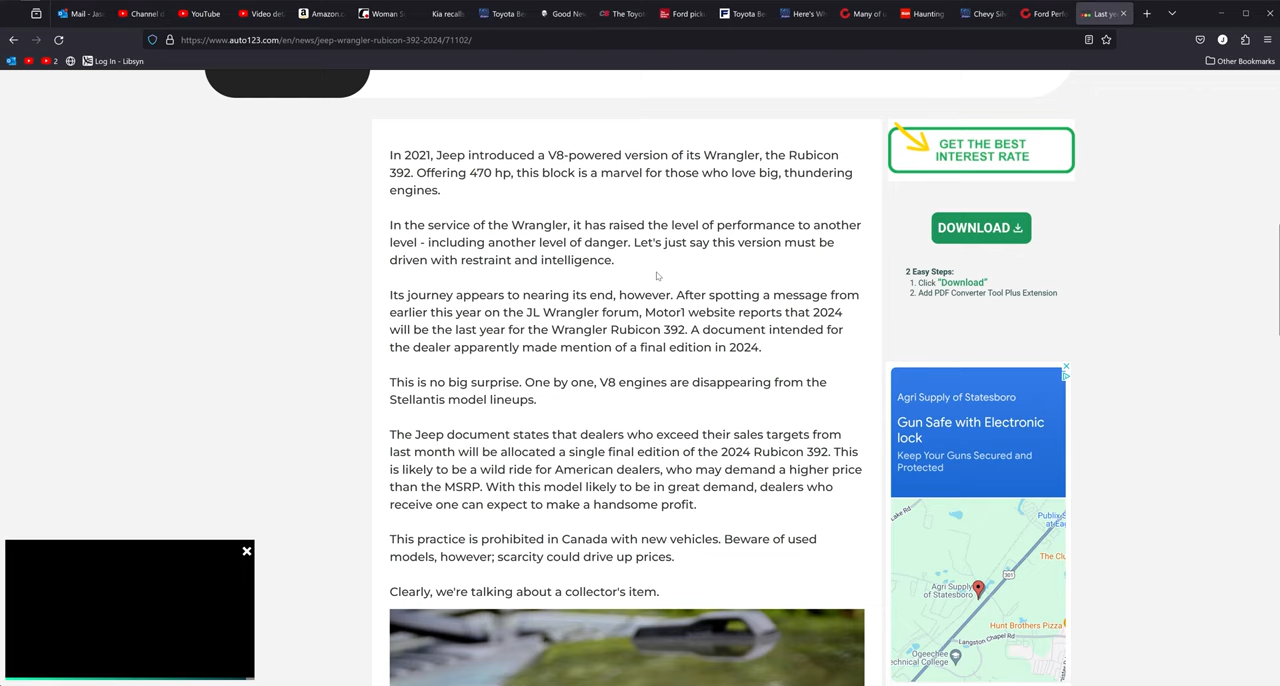 Mail - Jas
Channel d
YouTube
Video det
Amazon.c
Woman S
Kia recall
Toyota Be
Good New
The Toyot
Ford pick
Toyota Be
Here's Wh
Many of u
Haunting
Chevy Sile
Ford Perf
Last ye
https://www.auto123.com/en/news/jeep-wrangler-rubicon-392-2024/71102/
2
Log In - Libsyn
Other Bookmarks
In 2021, Jeep introduced a V8-powered version of its Wrangler, the Rubicon
392. Offering 470 hp, this block is a marvel for those who love big, thundering
engines.
In the service of the Wrangler, it has raised the level of performance to another
level - including another level of danger. Let's just say this version must be
driven with restraint and intelligence.
Its journey appears to nearing its end, however. After spotting a message from
earlier this year on the JL Wrangler forum, Motor1 website reports that 2024
will be the last year for the Wrangler Rubicon 392. A document intended for
the dealer apparently made mention of a final edition in 2024.
This is no big surprise. One by one, V8 engines are disappearing from the
Stellantis model lineups.
The Jeep document states that dealers who exceed their sales targets from
last month will be allocated a single final edition of the 2024 Rubicon 392. This
is likely to be a wild ride for American dealers, who may demand a higher price
than the MSRP. With this model likely to be in great demand, dealers who
receive one can expect to make a handsome profit.
This practice is prohibited in Canada with new vehicles. Beware of used
models, however; scarcity could drive up prices.
Clearly, we're talking about a collector's item.
GET THE BEST
INTEREST RATE
DOWNLOAD
2 Easy Steps:
1. Click "Download"
2. Add PDF Converter Tool Plus Extension
Agri Supply of Statesboro
Gun Safe with Electronic
lock
Keep Your Guns Secured and
Protected
Lake Rd
Publix S
at Ea
The Clu
301
Agri Supply
of Statesboro
Hunt Brothers Pizza
Langston Chapel Rd
Ogeechee
echnical College